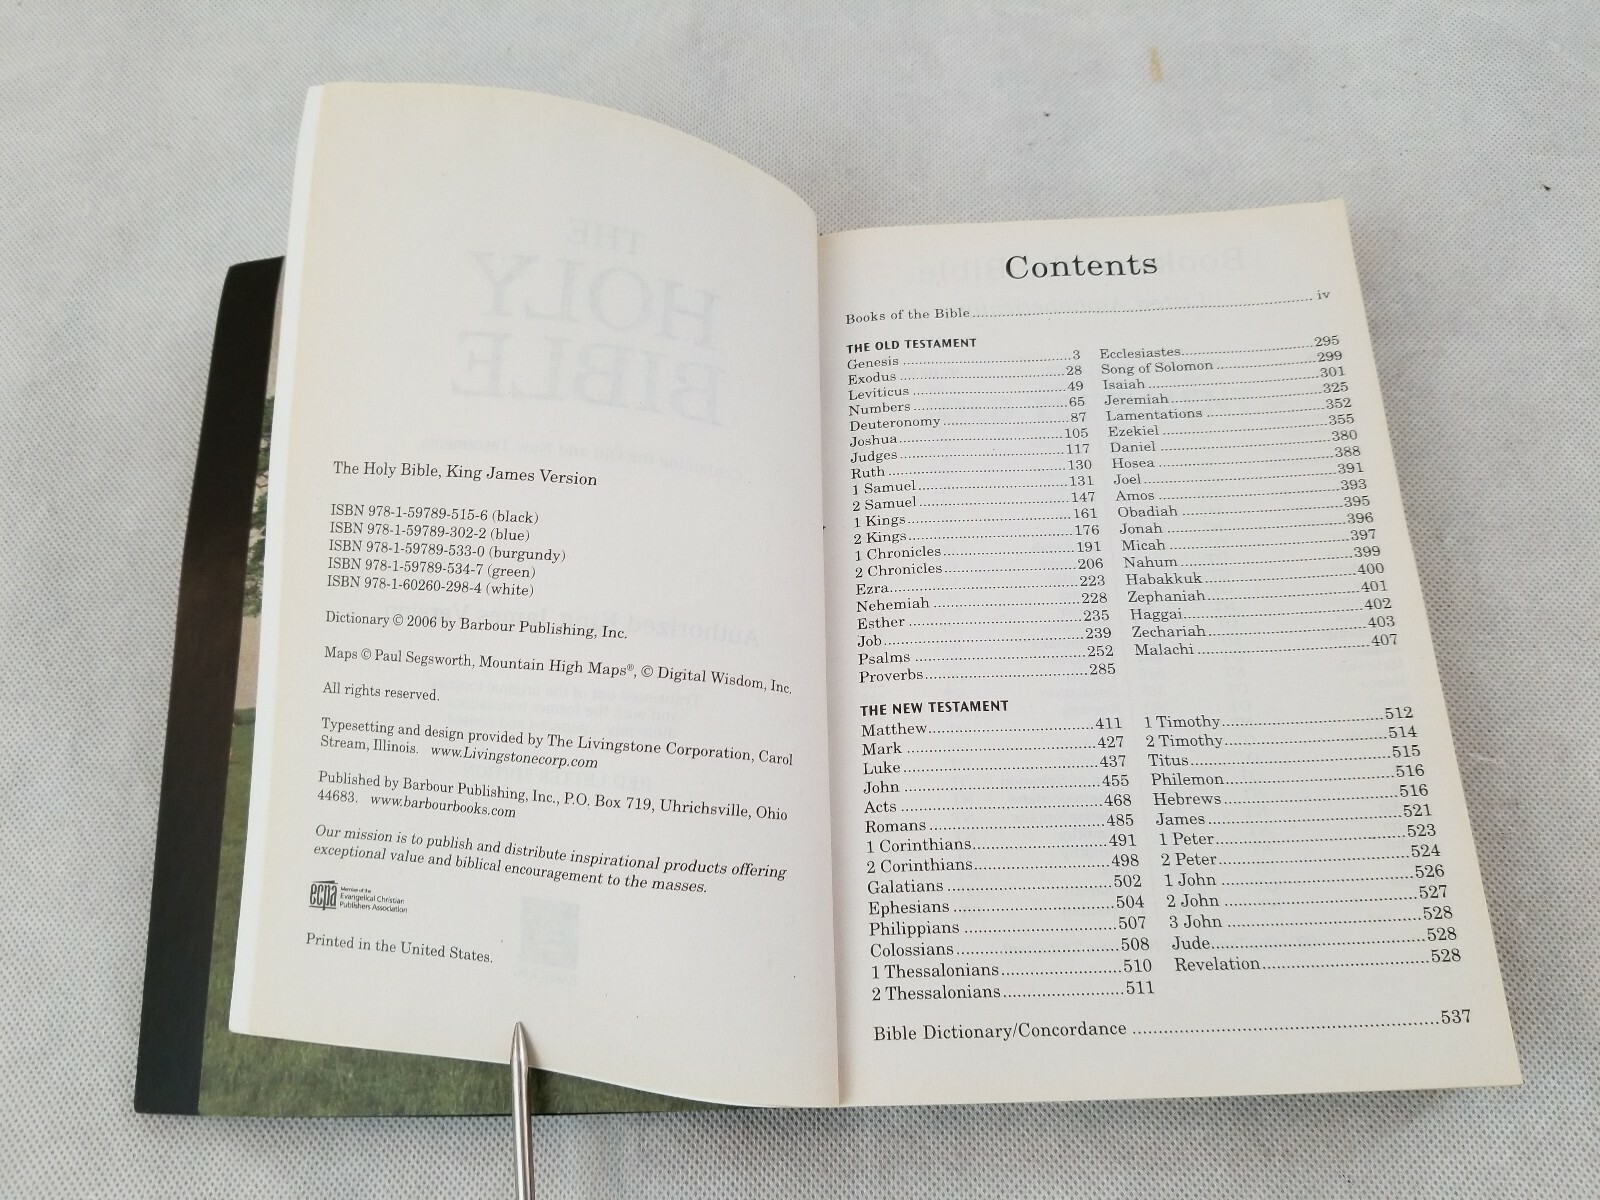 The Holy Bible, King James Version
ISBN 978-1-59789-515-6 (black)
ISBN 978-1-59789-302-2 (blue)
ISBN 978-1-59789-533-0 (burgundy)
ISBN 978-1-59789-534-7 (green)
ISBN 978-1-60260-298-4 (white)
Dictionary © 2006 by Barbour Publishing, Inc.
Maps © Paul Segsworth, Mountain High Maps®, © Digital Wisdom, Inc.
All rights reserved.
Typesetting and design provided by The Livingstone Corporation, Carol
Stream, Illinois. www.Livingstonecorp.com
Published by Barbour Publishing, Inc., P.O. Box 719, Uhrichsville, Ohio
44683. www.barbourbooks.com
Our mission is to publish and distribute inspirational products offering
exceptional value and biblical encouragement to the masses.
ecpa
Member of the
Evangelical Christian
Publishers Association
Printed in the United States.
THE
HOLY
BIBLE
Contents
Books of the Bible iv
THE OLD TESTAMENT
Genesis 3
Exodus 28
Leviticus 49
Numbers 65
Deuteronomy 87
Joshua 105
Judges 117
Ruth 130
1 Samuel 131
2 Samuel 147
1 Kings 161
2 Kings 176
1 Chronicles 191
2 Chronicles 206
Ezra 223
Nehemiah 228
Esther 235
Job 239
Psalms 252
Proverbs 285
Ecclesiastes 295
Song of Solomon 299
Isaiah 301
Jeremiah 325
Lamentations 352
Ezekiel 355
Daniel 380
Hosea 388
Joel 391
Amos 393
Obadiah 395
Jonah 396
Micah 397
Nahum 399
Habakkuk 400
Zephaniah 401
Haggai 402
Zechariah 403
Malachi 407
THE NEW TESTAMENT
Matthew 411
Mark 427
Luke 437
John 455
Acts 468
Romans 485
1 Corinthians 491
2 Corinthians 498
Galatians 502
Ephesians 504
Philippians 507
Colossians 508
1 Thessalonians 510
2 Thessalonians 511
1 Timothy 512
2 Timothy 514
Titus 515
Philemon 516
Hebrews 516
James 521
1 Peter 523
2 Peter 524
1 John 526
2 John 527
3 John 528
Jude 528
Revelation 528
Bible Dictionary/Concordance 537